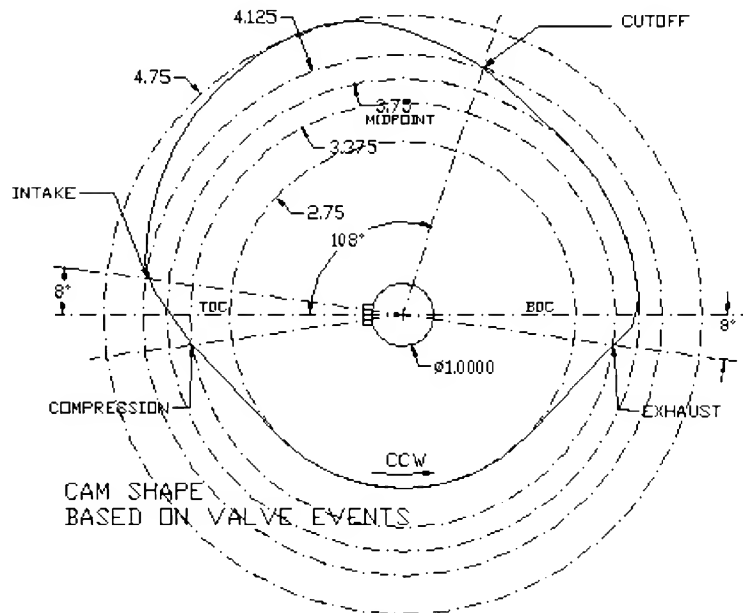 4.125
CUTOFF
4.75
3.75
MIDPOINT
3.375
INTAKE
2.75
108°
8°
TDC
BDC
8°
ø1.0000
COMPRESSION
EXHAUST
CCW
CAM SHAPE
BASED ON VALVE EVENTS